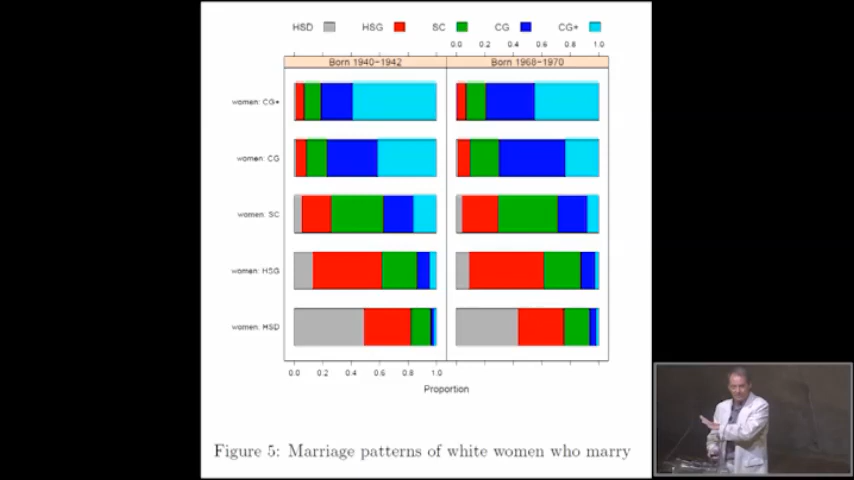 HSD HSG SC CG CG+
0.0 0.2 0.4 0.6 0.8 1.0
Born 1940-1942 Born 1968-1970
women: CG+
women: CG
women: SC
women: HSG
women: HSD
0.0 0.2 0.4 0.6 0.8 1.0
Proportion
Figure 5: Marriage patterns of white women who marry